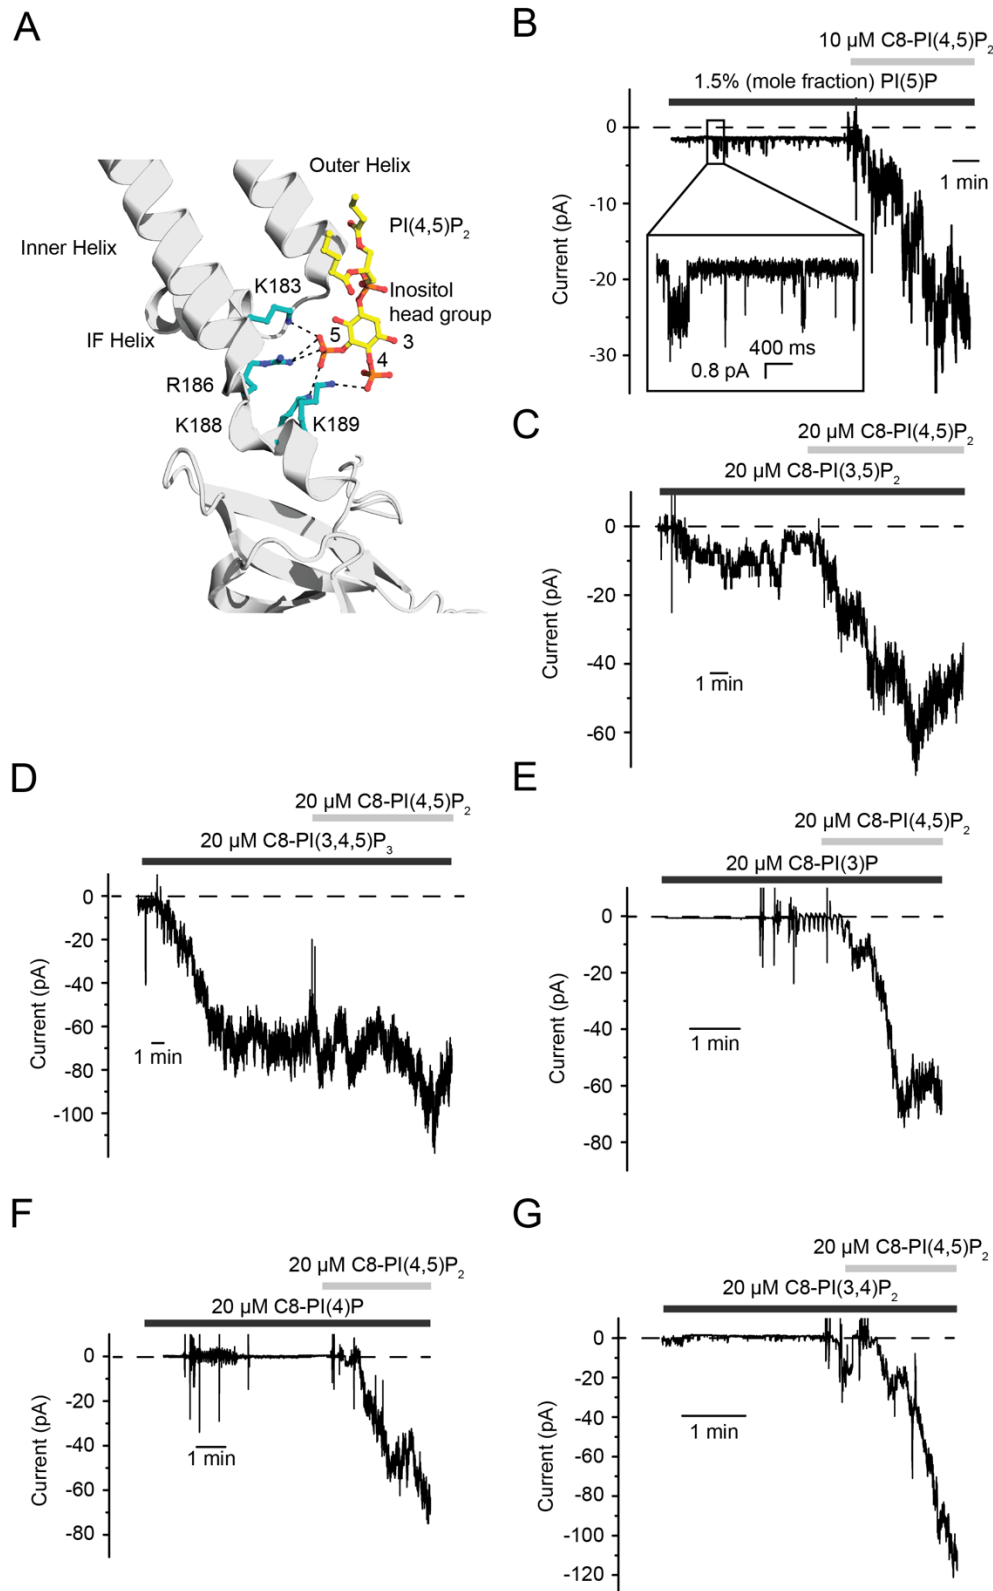 A
Outer Helix
PI(4,5)P₂
Inner Helix
K183
Inositol
head group
IF Helix
5
3
4
R186
K188
K189
B
10 µM C8-PI(4,5)P₂
1.5% (mole fraction) PI(5)P
0
-10
-20
-30
Current (pA)
1 min
400 ms
0.8 pA
C
20 µM C8-PI(4,5)P₂
20 µM C8-PI(3,5)P₂
0
-20
-40
-60
Current (pA)
1 min
D
20 µM C8-PI(4,5)P₂
20 µM C8-PI(3,4,5)P₃
0
-20
-40
-60
-80
-100
Current (pA)
1 min
E
20 µM C8-PI(4,5)P₂
20 µM C8-PI(3)P
0
-20
-40
-60
-80
Current (pA)
1 min
F
20 µM C8-PI(4,5)P₂
20 µM C8-PI(4)P
0
-20
-40
-60
-80
Current (pA)
1 min
G
20 µM C8-PI(4,5)P₂
20 µM C8-PI(3,4)P₂
0
-20
-40
-60
-80
-100
-120
Current (pA)
1 min